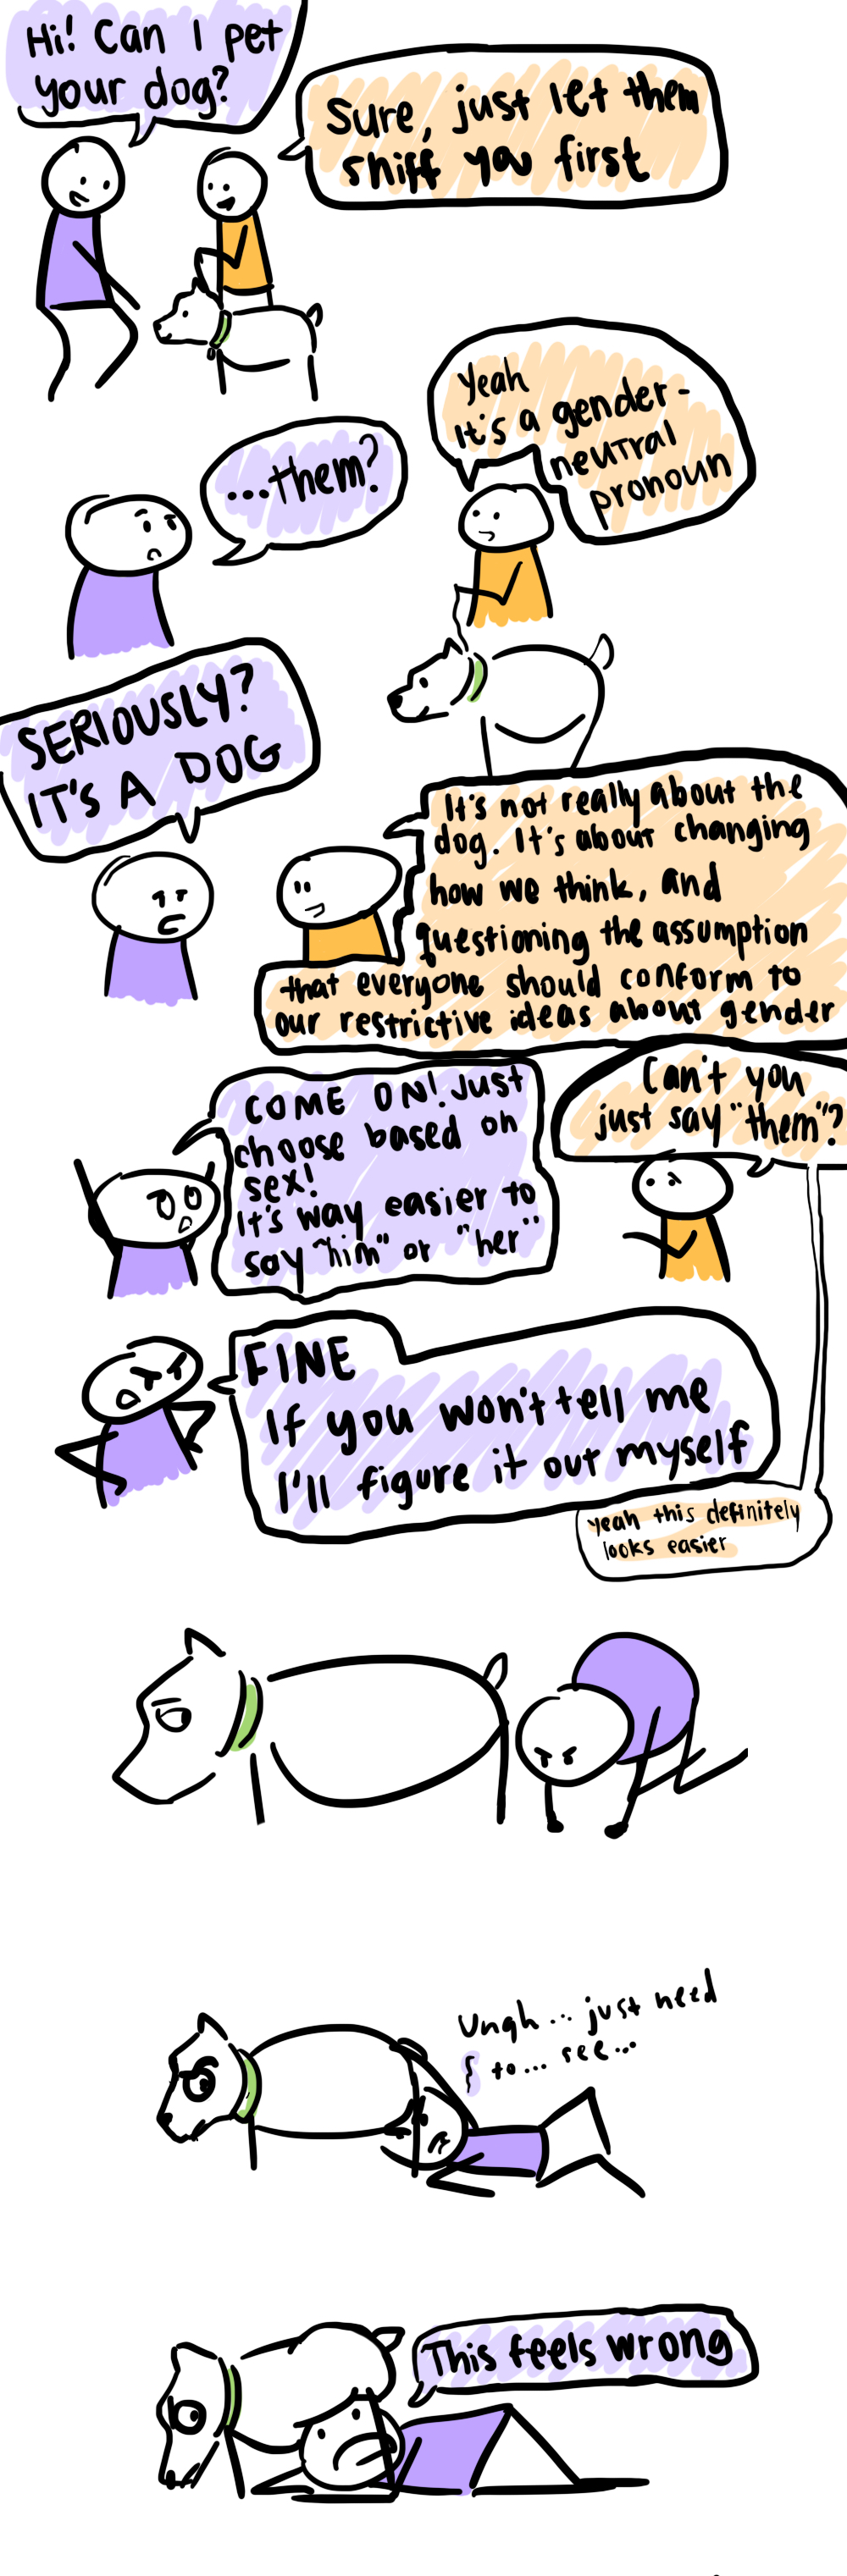 Hi! Can I pet
your dog?
Sure, just let them
sniff you first
...them?
Yeah
It's a gender-
neutral
pronoun
SERIOUSLY?
IT'S A DOG
It's not really about the
dog. It's about changing
how we think, and
questioning the assumption
that everyone should conform to
our restrictive ideas about gender
COME ON! Just
choose based on
sex!
It's way easier to
say "him" or "her"
Can't you
just say "them"?
FINE
If you won't tell me
I'll figure it out myself
yeah this definitely
looks easier
Ungh... just need
to... see...
This feels wrong